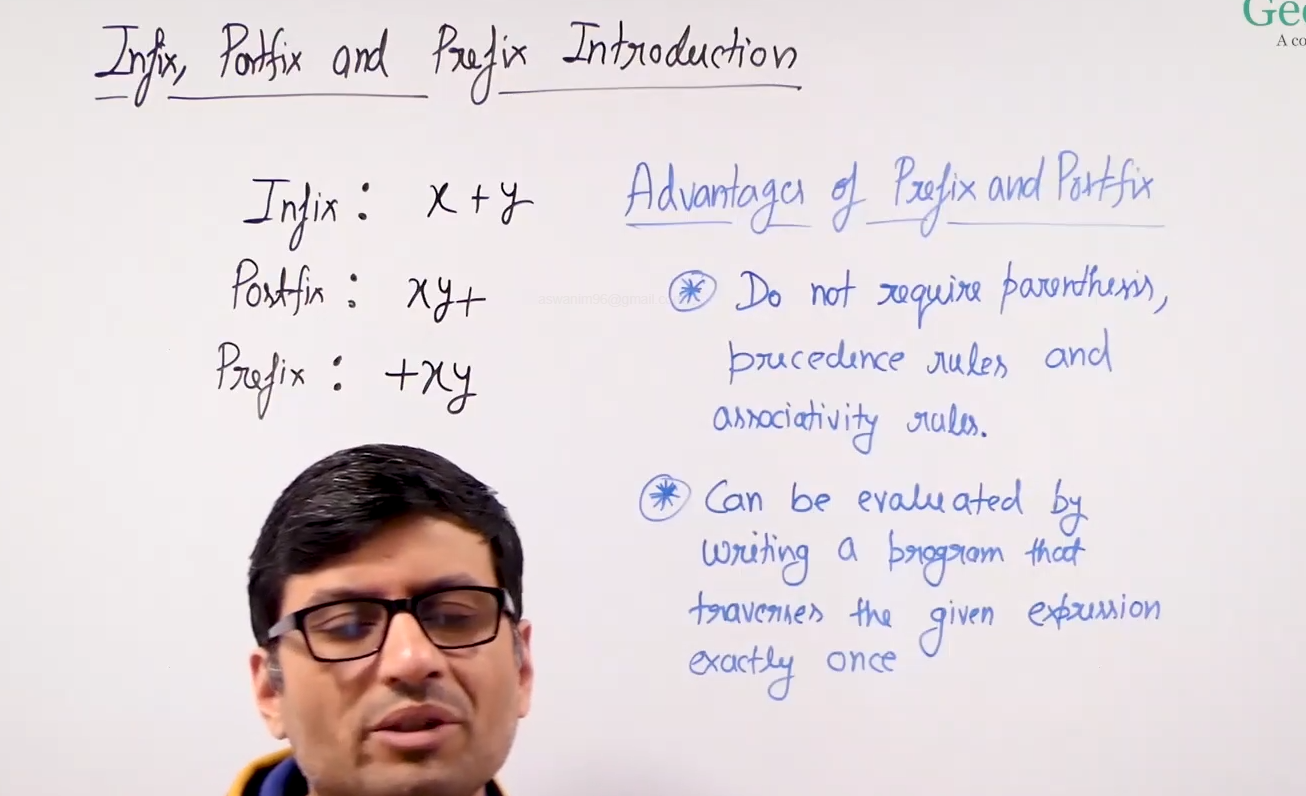 Infix, Postfix and Prefix Introduction
Gee
A co
Infix : x + y
Postfix : xy+
Prefix : +xy
Advantages of Prefix and Postfix
* Do not require parenthesis,
precedence rules and
associativity rules.
* Can be evaluated by
writing a program that
traverses the given expression
exactly once